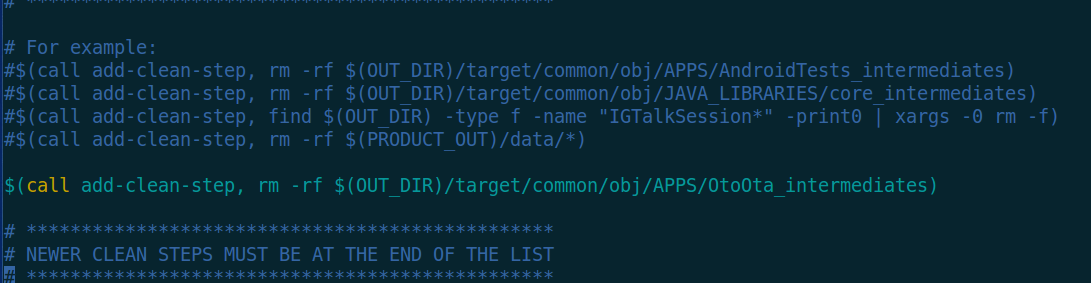 # ************************************************
# For example:
#$(call add-clean-step, rm -rf $(OUT_DIR)/target/common/obj/APPS/AndroidTests_intermediates)
#$(call add-clean-step, rm -rf $(OUT_DIR)/target/common/obj/JAVA_LIBRARIES/core_intermediates)
#$(call add-clean-step, find $(OUT_DIR) -type f -name "IGTalkSession*" -print0 | xargs -0 rm -f)
#$(call add-clean-step, rm -rf $(PRODUCT_OUT)/data/*)
$(call add-clean-step, rm -rf $(OUT_DIR)/target/common/obj/APPS/OtoOta_intermediates)
# ************************************************
# NEWER CLEAN STEPS MUST BE AT THE END OF THE LIST
# ************************************************